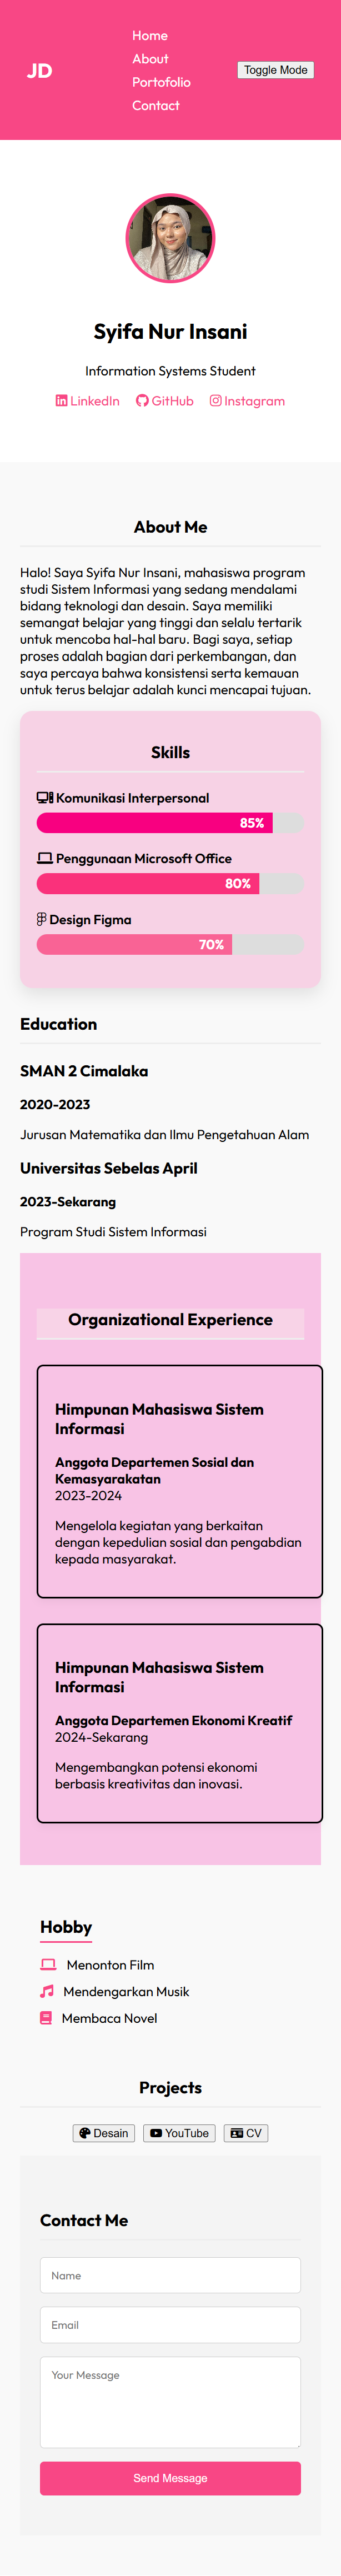 JD
Home
About
Portofolio
Contact
Toggle Mode
Syifa Nur Insani
Information Systems Student
LinkedIn GitHub Instagram
About Me
Halo! Saya Syifa Nur Insani, mahasiswa program
studi Sistem Informasi yang sedang mendalami
bidang teknologi dan desain. Saya memiliki
semangat belajar yang tinggi dan selalu tertarik
untuk mencoba hal-hal baru. Bagi saya, setiap
proses adalah bagian dari perkembangan, dan
saya percaya bahwa konsistensi serta kemauan
untuk terus belajar adalah kunci mencapai tujuan.
Skills
Komunikasi Interpersonal
85%
Penggunaan Microsoft Office
80%
Design Figma
70%
Education
SMAN 2 Cimalaka
2020-2023
Jurusan Matematika dan Ilmu Pengetahuan Alam
Universitas Sebelas April
2023-Sekarang
Program Studi Sistem Informasi
Organizational Experience
Himpunan Mahasiswa Sistem
Informasi
Anggota Departemen Sosial dan
Kemasyarakatan
2023-2024
Mengelola kegiatan yang berkaitan
dengan kepedulian sosial dan pengabdian
kepada masyarakat.
Himpunan Mahasiswa Sistem
Informasi
Anggota Departemen Ekonomi Kreatif
2024-Sekarang
Mengembangkan potensi ekonomi
berbasis kreativitas dan inovasi.
Hobby
Menonton Film
Mendengarkan Musik
Membaca Novel
Projects
Desain YouTube CV
Contact Me
Name
Email
Your Message
Send Message